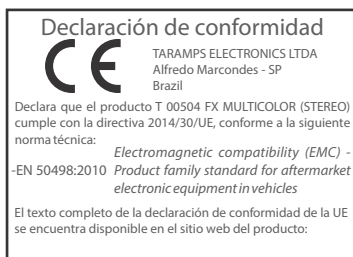 Declaración de conformidad
CE
TARAMPS ELECTRONICS LTDA
Alfredo Marcondes - SP
Brazil
Declara que el producto T 00504 FX MULTICOLOR (STEREO)
cumple con la directiva 2014/30/UE, conforme a la siguiente
norma técnica:
Electromagnetic compatibility (EMC) -
-EN 50498:2010 Product family standard for aftermarket
electronic equipment in vehicles
El texto completo de la declaración de conformidad de la UE
se encuentra disponible en el sitio web del producto: